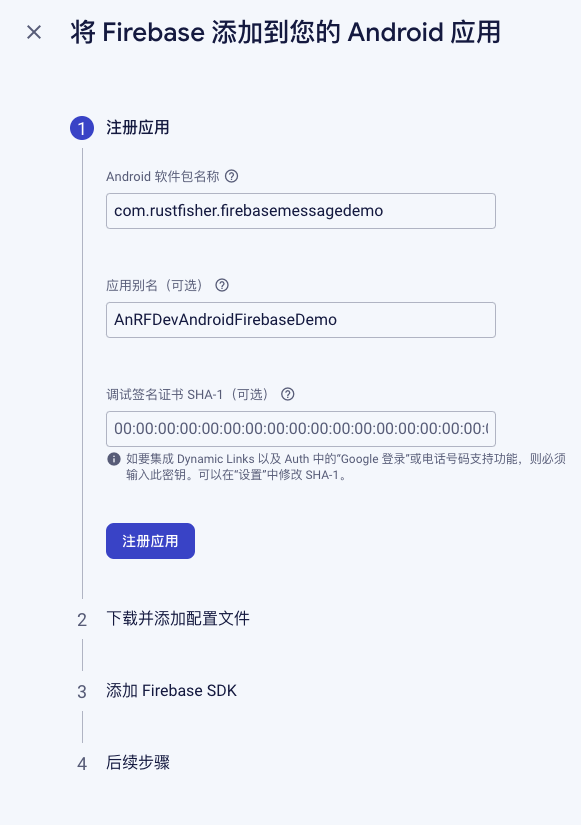 将 Firebase 添加到您的 Android 应用
1 注册应用
Android 软件包名称
com.rustfisher.firebasemessagedemo
应用别名（可选）
AnRFDevAndroidFirebaseDemo
调试签名证书 SHA-1（可选）
00:00:00:00:00:00:00:00:00:00:00:00:00:00:00:00:
如要集成 Dynamic Links 以及 Auth 中的“Google 登录”或电话号码支持功能，则必须
输入此密钥。可以在“设置”中修改 SHA-1。
注册应用
2 下载并添加配置文件
3 添加 Firebase SDK
4 后续步骤